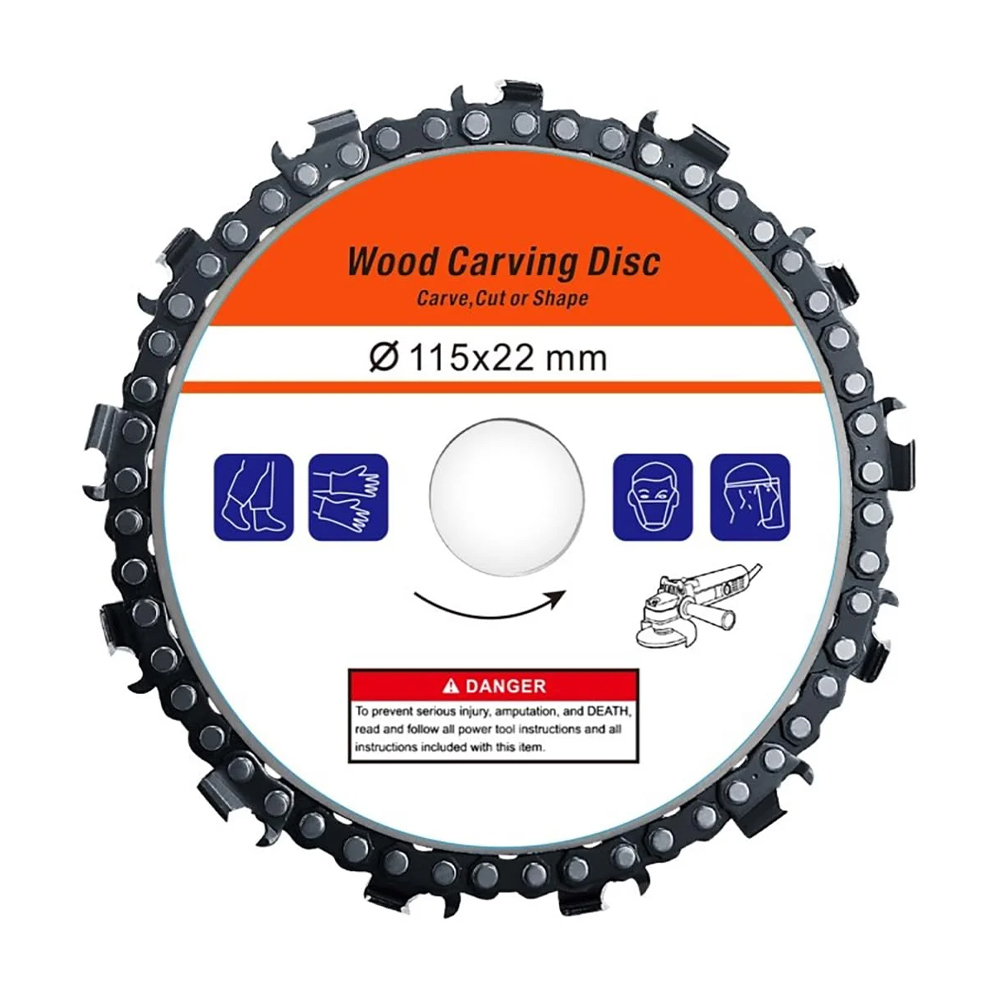 Wood Carving Disc
Carve,Cut or Shape
Ø 115x22 mm
DANGER
To prevent serious injury, amputation, and DEATH,
read and follow all power tool instructions and all
instructions included with this item.